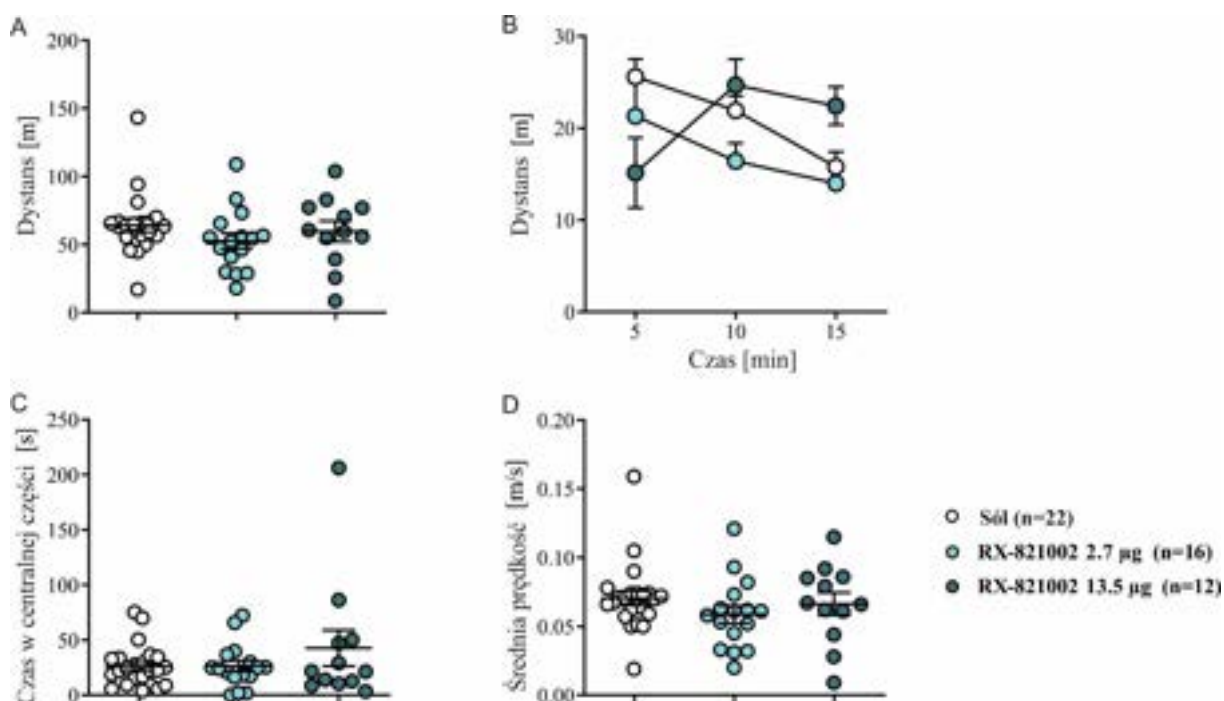 A
Dystans [m]
200
150
100
50
0
B
Dystans [m]
30
20
10
0
5 10 15
Czas [min]
C
Czas w centralnej części [s]
250
200
150
100
50
0
D
Średnia prędkość [m/s]
0.20
0.15
0.10
0.05
0.00
Sól (n=22)
RX-821002 2.7 µg (n=16)
RX-821002 13.5 µg (n=12)